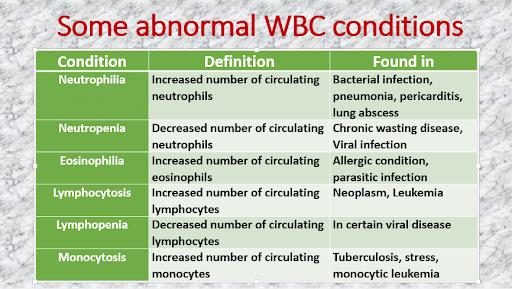 Some abnormal WBC conditions
Condition Definition Found in
Neutrophilia Increased number of circulating Bacterial infection,
neutrophils pneumonia, pericarditis,
lung abscess
Neutropenia Decreased number of circulating Chronic wasting disease,
neutrophils Viral infection
Eosinophilia Increased number of circulating Allergic condition,
eosinophils parasitic infection
Lymphocytosis Increased number of circulating Neoplasm, Leukemia
lymphocytes
Lymphopenia Decreased number of circulating In certain viral disease
lymphocytes
Monocytosis Increased number of circulating Tuberculosis, stress,
monocytes monocytic leukemia